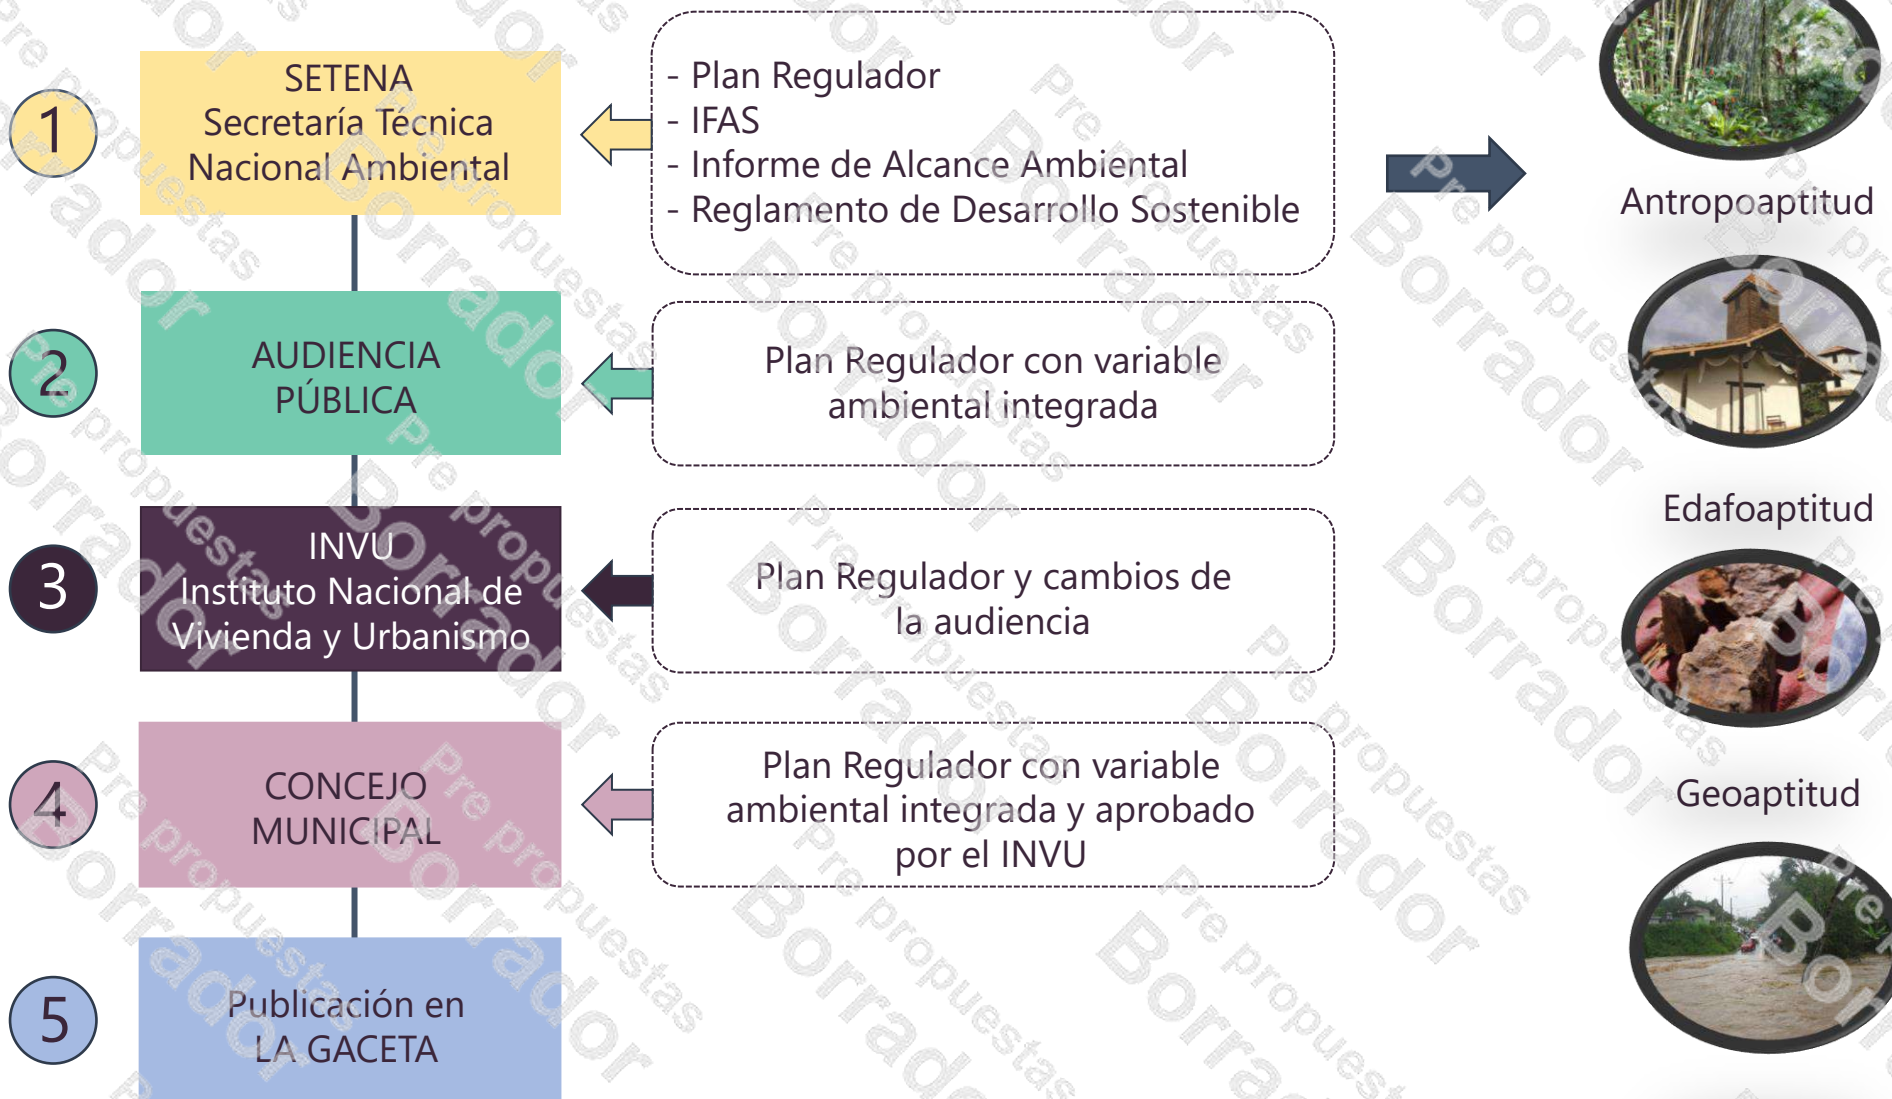 1
SETENA
Secretaría Técnica
Nacional Ambiental
- Plan Regulador
- IFAS
- Informe de Alcance Ambiental
- Reglamento de Desarrollo Sostenible
Antropoaptitud
2
AUDIENCIA
PÚBLICA
Plan Regulador con variable
ambiental integrada
Edafoaptitud
3
INVU
Instituto Nacional de
Vivienda y Urbanismo
Plan Regulador y cambios de
la audiencia
Geoaptitud
4
CONCEJO
MUNICIPAL
Plan Regulador con variable
ambiental integrada y aprobado
por el INVU
5
Publicación en
LA GACETA
Pre propuestas
Borrador